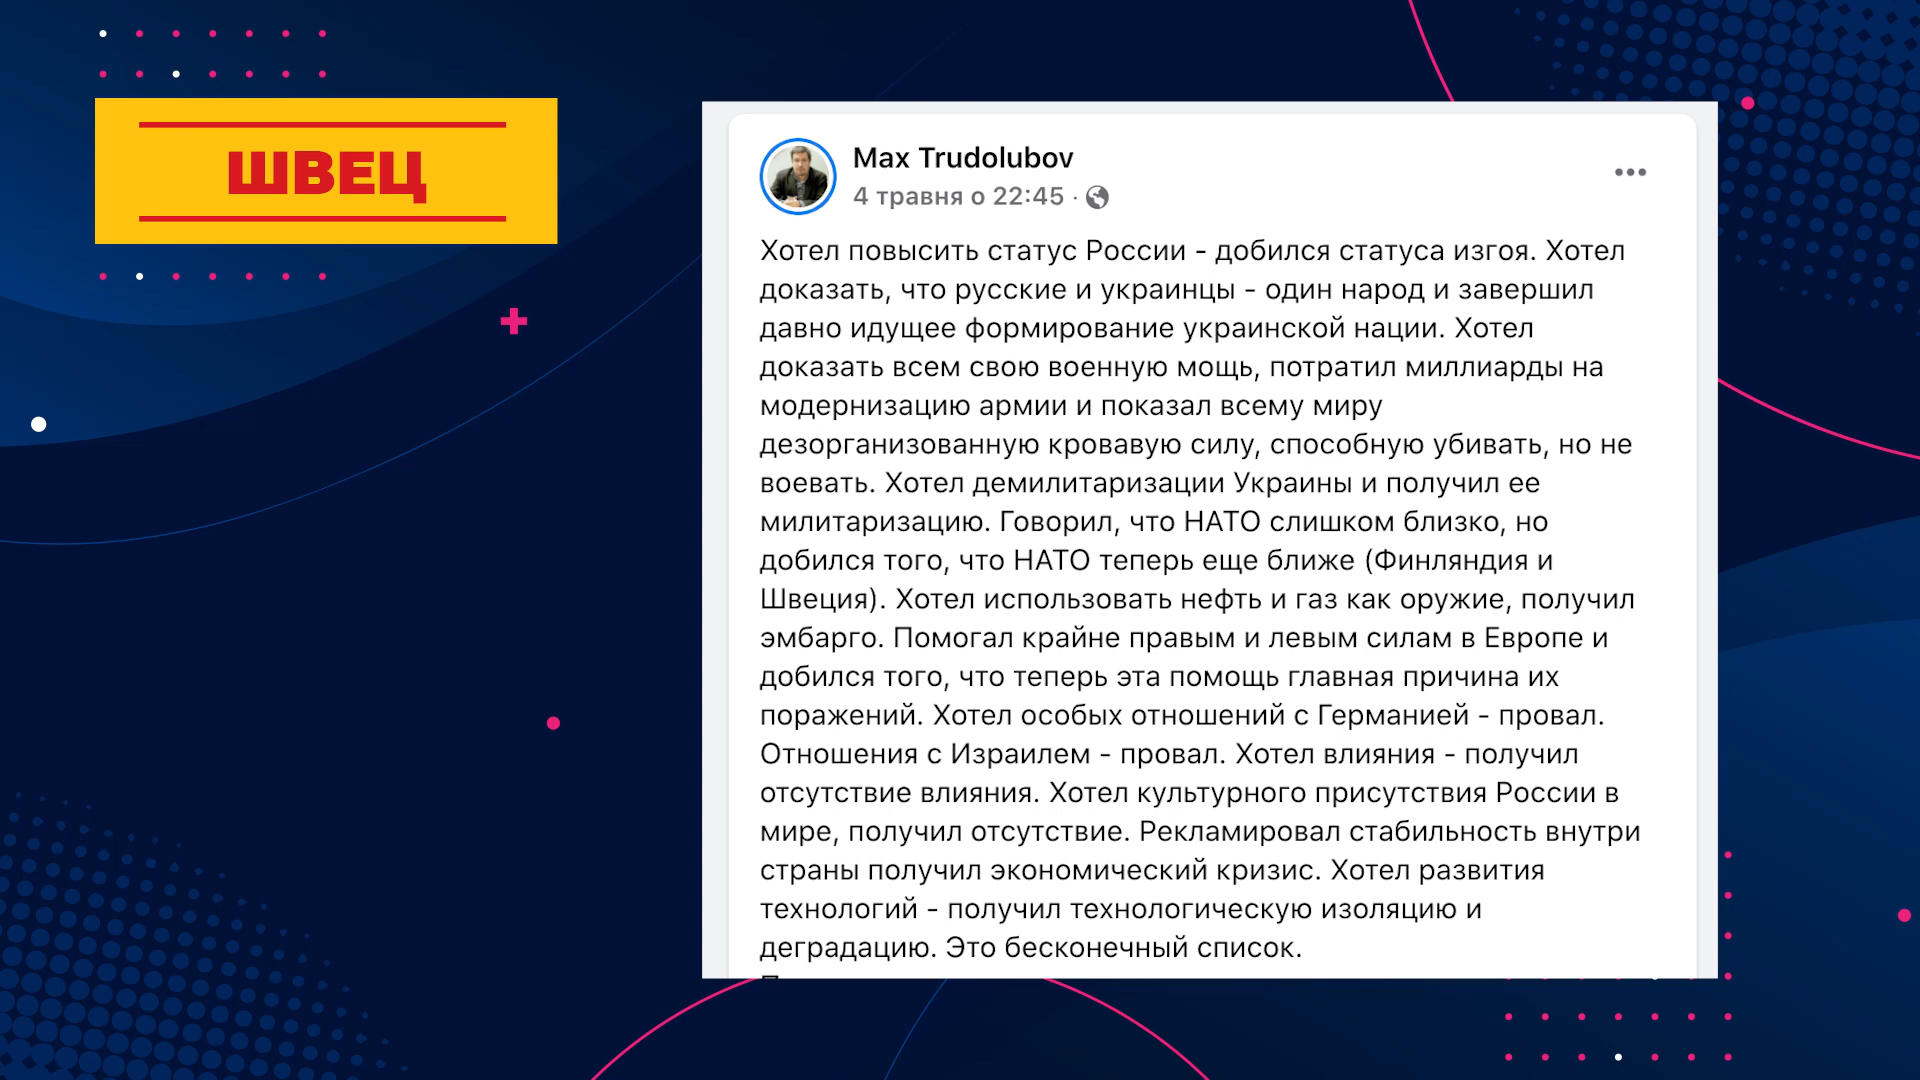 ШВЕЦ
Max Trudolubov
4 травня о 22:45 ·
Хотел повысить статус России - добился статуса изгоя. Хотел
доказать, что русские и украинцы - один народ и завершил
давно идущее формирование украинской нации. Хотел
доказать всем свою военную мощь, потратил миллиарды на
модернизацию армии и показал всему миру
дезорганизованную кровавую силу, способную убивать, но не
воевать. Хотел демилитаризации Украины и получил ее
милитаризацию. Говорил, что НАТО слишком близко, но
добился того, что НАТО теперь еще ближе (Финляндия и
Швеция). Хотел использовать нефть и газ как оружие, получил
эмбарго. Помогал крайне правым и левым силам в Европе и
добился того, что теперь эта помощь главная причина их
поражений. Хотел особых отношений с Германией - провал.
Отношения с Израилем - провал. Хотел влияния - получил
отсутствие влияния. Хотел культурного присутствия России в
мире, получил отсутствие. Рекламировал стабильность внутри
страны получил экономический кризис. Хотел развития
технологий - получил технологическую изоляцию и
деградацию. Это бесконечный список.